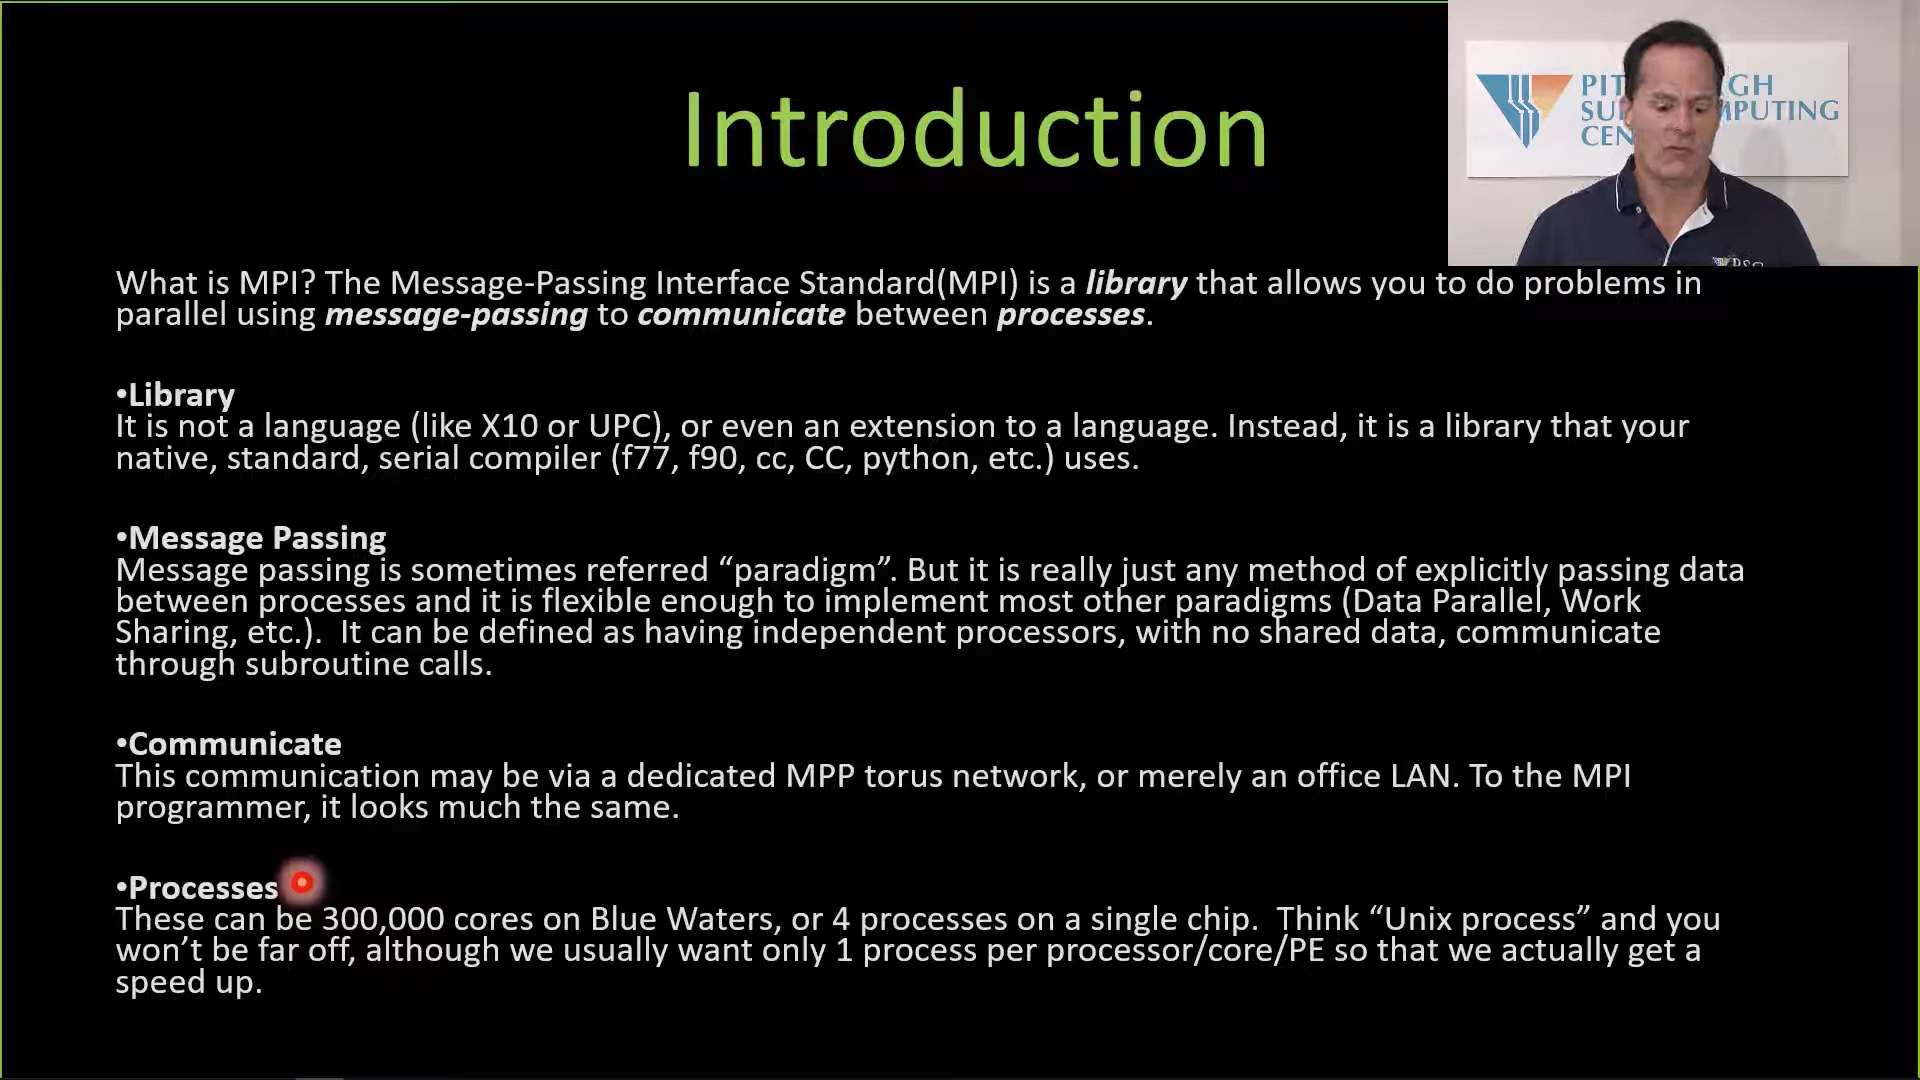 Introduction
PIT GH
SU MPUTING
CEN
What is MPI? The Message-Passing Interface Standard(MPI) is a library that allows you to do problems in
parallel using message-passing to communicate between processes.
•Library
It is not a language (like X10 or UPC), or even an extension to a language. Instead, it is a library that your
native, standard, serial compiler (f77, f90, cc, CC, python, etc.) uses.
•Message Passing
Message passing is sometimes referred “paradigm”. But it is really just any method of explicitly passing data
between processes and it is flexible enough to implement most other paradigms (Data Parallel, Work
Sharing, etc.). It can be defined as having independent processors, with no shared data, communicate
through subroutine calls.
•Communicate
This communication may be via a dedicated MPP torus network, or merely an office LAN. To the MPI
programmer, it looks much the same.
•Processes
These can be 300,000 cores on Blue Waters, or 4 processes on a single chip. Think “Unix process” and you
won’t be far off, although we usually want only 1 process per processor/core/PE so that we actually get a
speed up.